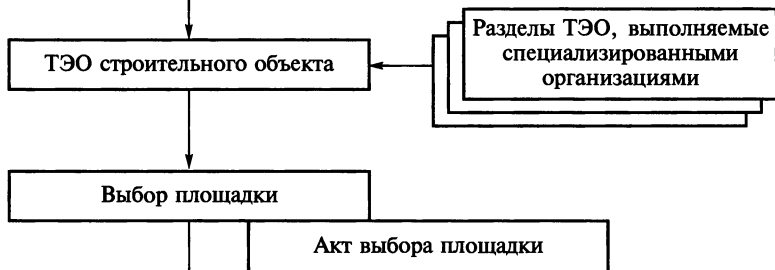 Разделы ТЭО, выполняемые
специализированными
организациями
ТЭО строительного объекта
Выбор площадки
Акт выбора площадки